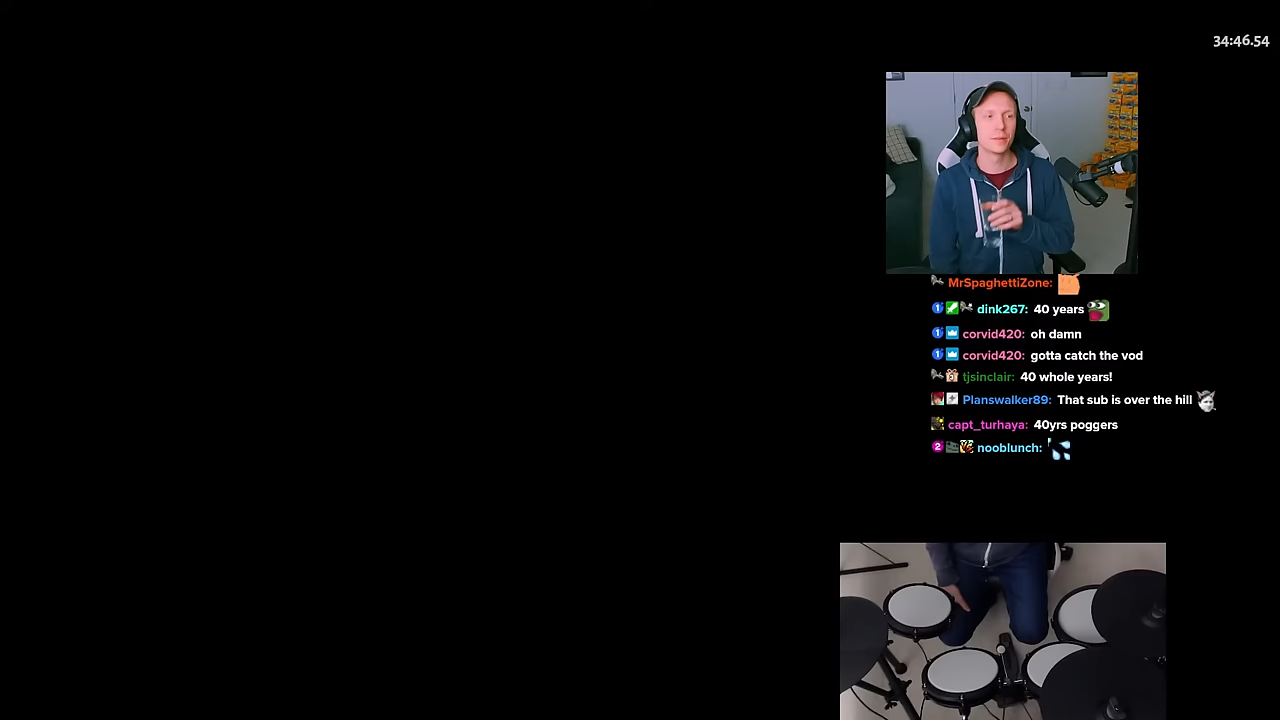 34:46.54
MrSpaghettiZone:
dink267: 40 years
corvid420: oh damn
corvid420: gotta catch the vod
tjsinclair: 40 whole years!
Planswalker89: That sub is over the hill
capt_turhaya: 40yrs poggers
nooblunch: